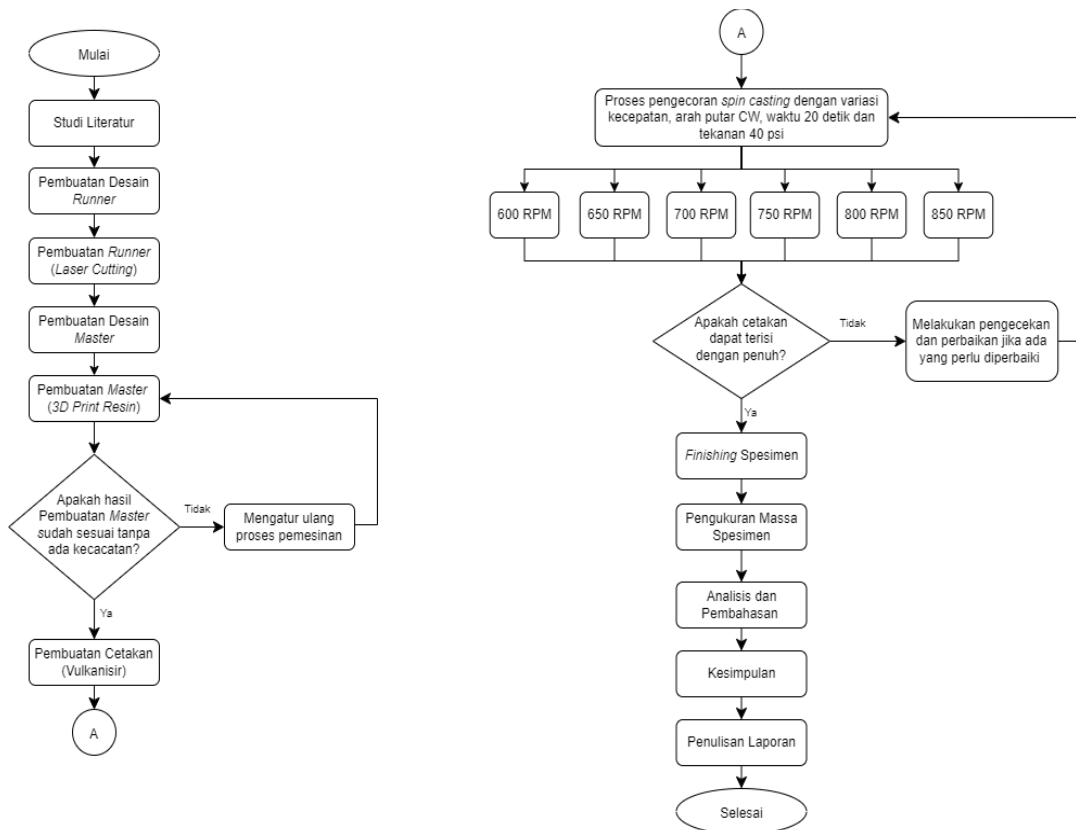 Mulai
Studi Literatur
Pembuatan Desain
Runner
Pembuatan Runner
(Laser Cutting)
Pembuatan Desain
Master
Pembuatan Master
(3D Print Resin)
Apakah hasil
Pembuatan Master
sudah sesuai tanpa
ada kecacatan?
Tidak
Mengatur ulang
proses pemesinan
Ya
Pembuatan Cetakan
(Vulkanisir)
A
A
Proses pengecoran spin casting dengan variasi
kecepatan, arah putar CW, waktu 20 detik dan
tekanan 40 psi
600 RPM
650 RPM
700 RPM
750 RPM
800 RPM
850 RPM
Apakah cetakan
dapat terisi
dengan penuh?
Tidak
Melakukan pengecekan
dan perbaikan jika ada
yang perlu diperbaiki
Ya
Finishing Spesimen
Pengukuran Massa
Spesimen
Analisis dan
Pembahasan
Kesimpulan
Penulisan Laporan
Selesai